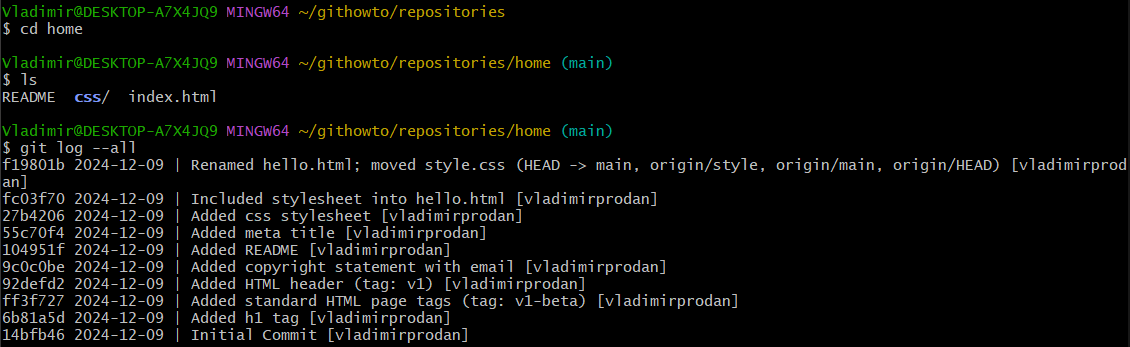 Vladimir@DESKTOP-A7X4JQ9 MINGW64 ~/githowto/repositories
$ cd home
Vladimir@DESKTOP-A7X4JQ9 MINGW64 ~/githowto/repositories/home (main)
$ ls
README  css/  index.html
Vladimir@DESKTOP-A7X4JQ9 MINGW64 ~/githowto/repositories/home (main)
$ git log --all
f19801b 2024-12-09 | Renamed hello.html; moved style.css (HEAD -> main, origin/style, origin/main, origin/HEAD) [vladimirprod
an]
fc03f70 2024-12-09 | Included stylesheet into hello.html [vladimirprodan]
27b4206 2024-12-09 | Added css stylesheet [vladimirprodan]
55c70f4 2024-12-09 | Added meta title [vladimirprodan]
104951f 2024-12-09 | Added README [vladimirprodan]
9c0c0be 2024-12-09 | Added copyright statement with email [vladimirprodan]
92defd2 2024-12-09 | Added HTML header (tag: v1) [vladimirprodan]
ff3f727 2024-12-09 | Added standard HTML page tags (tag: v1-beta) [vladimirprodan]
6b81a5d 2024-12-09 | Added h1 tag [vladimirprodan]
14bfb46 2024-12-09 | Initial Commit [vladimirprodan]